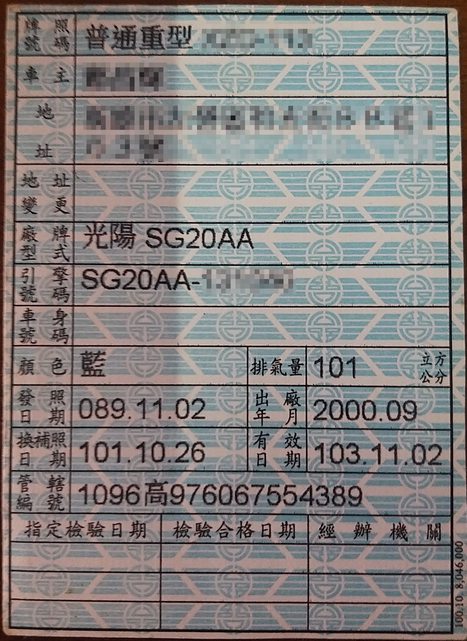 牌照號碼 普通重型
車主
地址
地址變更
廠牌型式 光陽 SG20AA
引擎號碼 SG20AA-
車身號碼
顏色 藍 排氣量 101 立方公分
發照日期 089.11.02 出廠年月 2000.09
換補照日期 101.10.26 有效日期 103.11.02
管轄編號 1096高976067554389
指定檢驗日期 檢驗合格日期 經辦機關
100.10 8,046,000